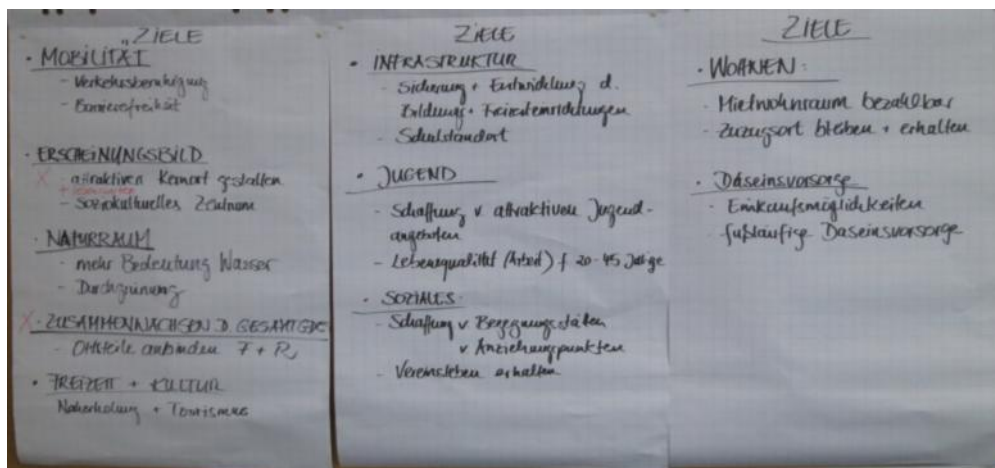 „ZIELE
• MOBILITÄT
- Verkehrsberuhigung
- Barrierefreiheit
• ERSCHEINUNGSBILD
X - attraktiven Kernort gestalten
+ lebenswerten
- Soziokulturelles Zentrum
• NATURRAUM
- mehr Bedeutung Wasser
- Durchgrünung
X • ZUSAMMENWACHSEN D. GESAMTGDE
- Ortsteile anbinden F + R
• FREIZEIT + KULTUR
Naherholung + Tourismus
ZIELE
• INFRASTRUKTUR
- Sicherung + Entwicklung d.
Bildungs + Freizeiteinrichtungen
- Schulstandort
• JUGEND
- Schaffung v attraktiven Jugend-
angeboten
- Lebensqualität (Arbeit) f 20-45 Jährige
• SOZIALES
- Schaffung v Begegnungsstätten
v Anziehungspunkten
- Vereinsleben erhalten
ZIELE
• WOHNEN:
- Mietwohnraum bezahlbar
- Zuzugsort bleiben + erhalten
• Daseinsvorsorge
- Einkaufsmöglichkeiten
- fußläufige Daseinsvorsorge